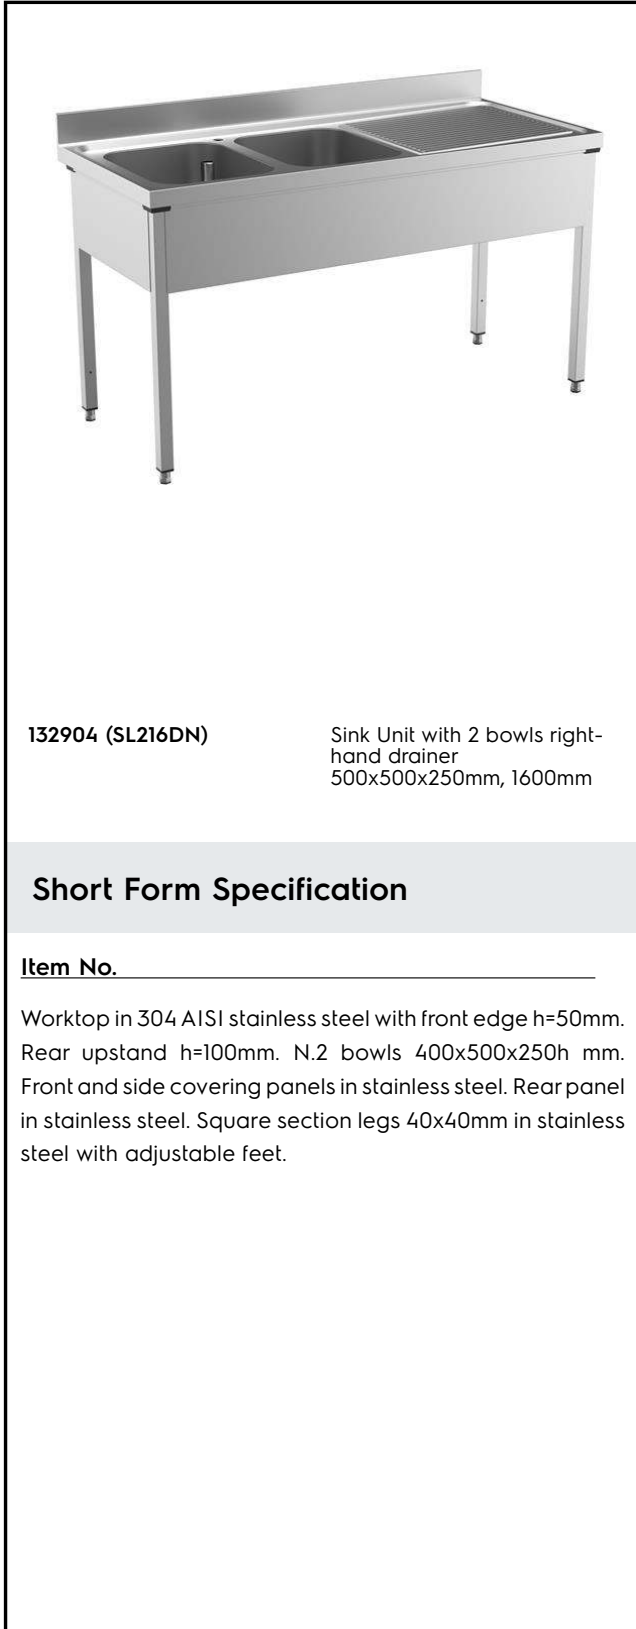 132904 (SL216DN)
Sink Unit with 2 bowls right-
hand drainer
500x500x250mm, 1600mm
Short Form Specification
Item No.
Worktop in 304 AISI stainless steel with front edge h=50mm.
Rear upstand h=100mm. N.2 bowls 400x500x250h mm.
Front and side covering panels in stainless steel. Rear panel
in stainless steel. Square section legs 40x40mm in stainless
steel with adjustable feet.